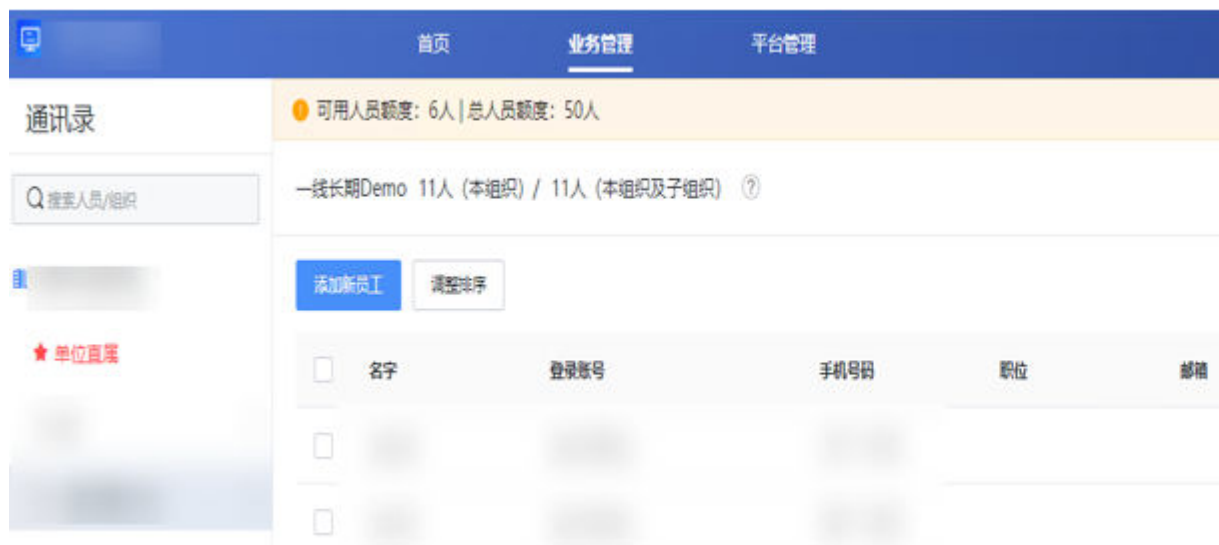 首页 业务管理 平台管理
通讯录
可用人员额度：6人 | 总人员额度：50人
搜索人员/组织
一线长期Demo 11人（本组织）/ 11人（本组织及子组织）
添加新员工 调整排序
单位直属
名字 登录账号 手机号码 职位 邮箱